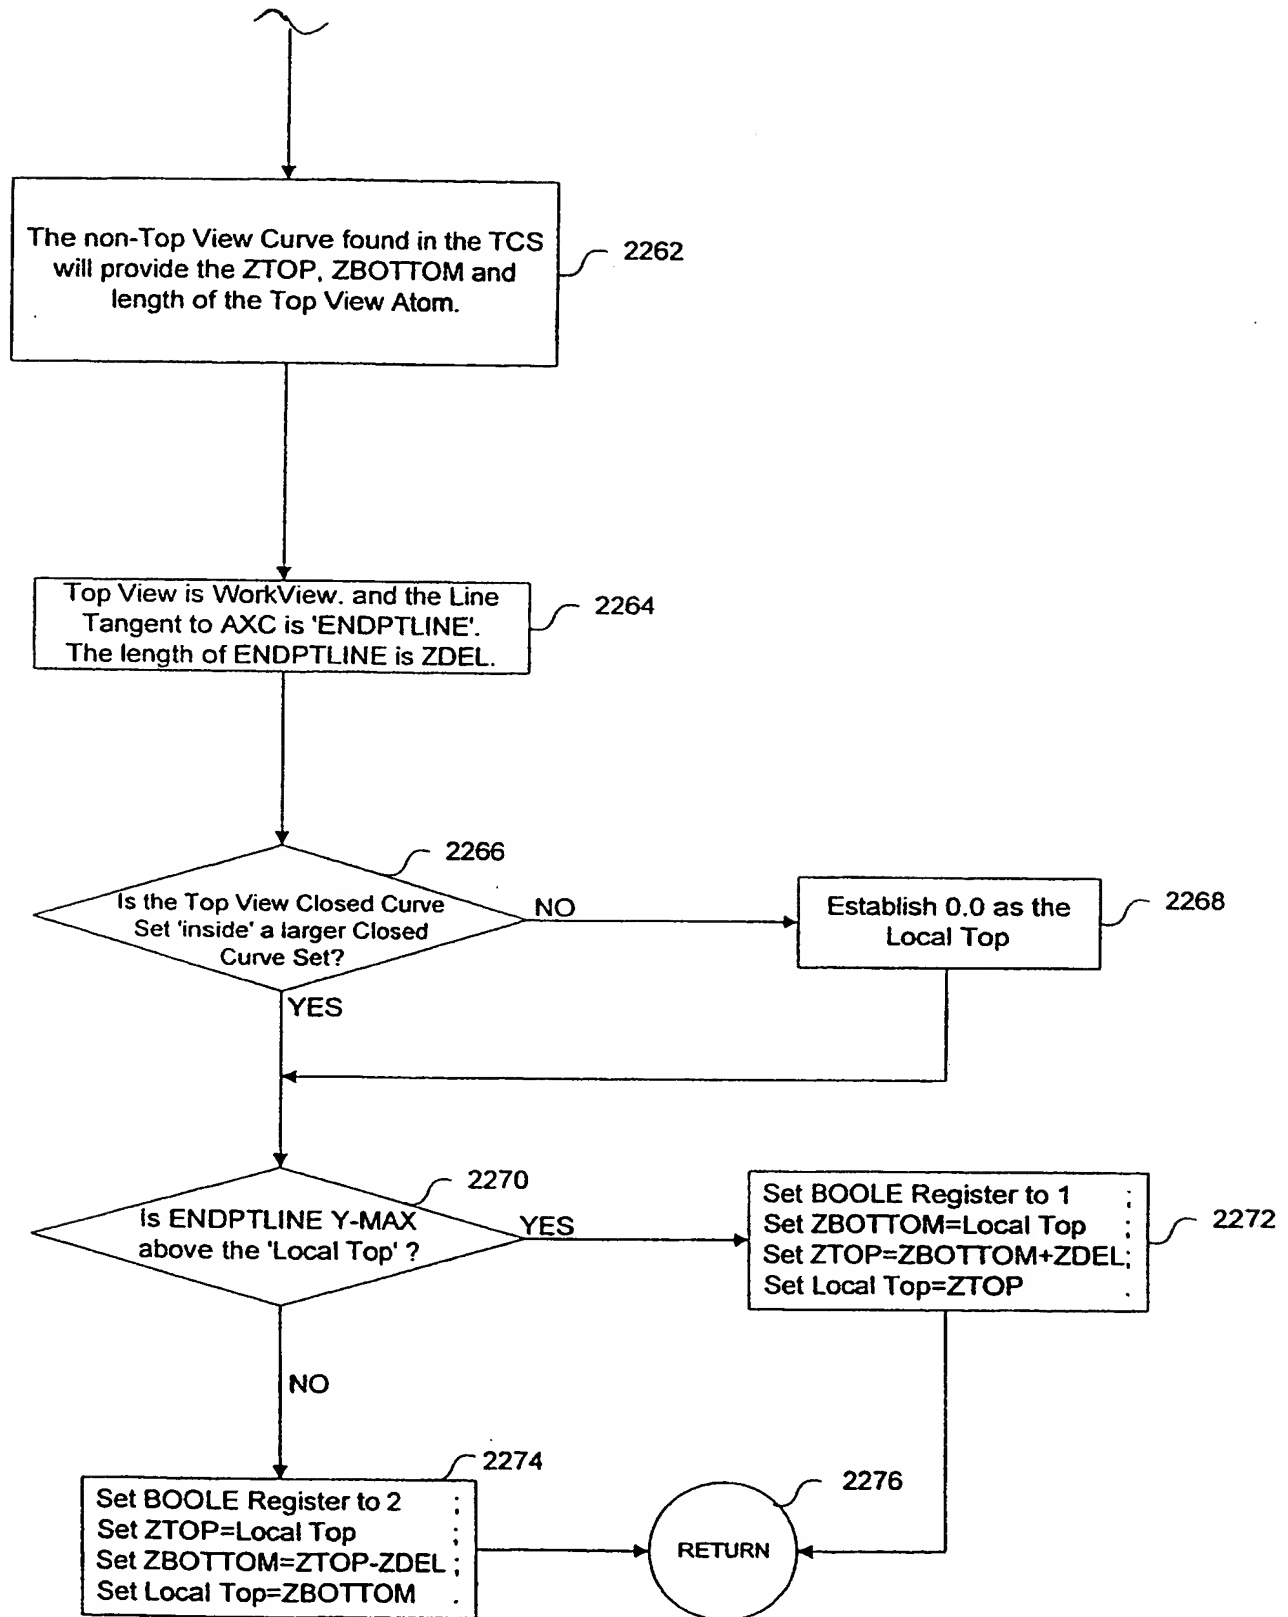 The non-Top View Curve found in the TCS
will provide the ZTOP, ZBOTTOM and
length of the Top View Atom.
2262
Top View is WorkView. and the Line
Tangent to AXC is 'ENDPTLINE'.
The length of ENDPTLINE is ZDEL.
2264
2266
Is the Top View Closed Curve
Set 'inside' a larger Closed
Curve Set?
NO
Establish 0.0 as the
Local Top
2268
YES
2270
Is ENDPTLINE Y-MAX
above the 'Local Top' ?
YES
Set BOOLE Register to 1 ;
Set ZBOTTOM=Local Top ;
Set ZTOP=ZBOTTOM+ZDEL;
Set Local Top=ZTOP .
2272
NO
2274
Set BOOLE Register to 2 ;
Set ZTOP=Local Top ;
Set ZBOTTOM=ZTOP-ZDEL ;
Set Local Top=ZBOTTOM .
2276
RETURN